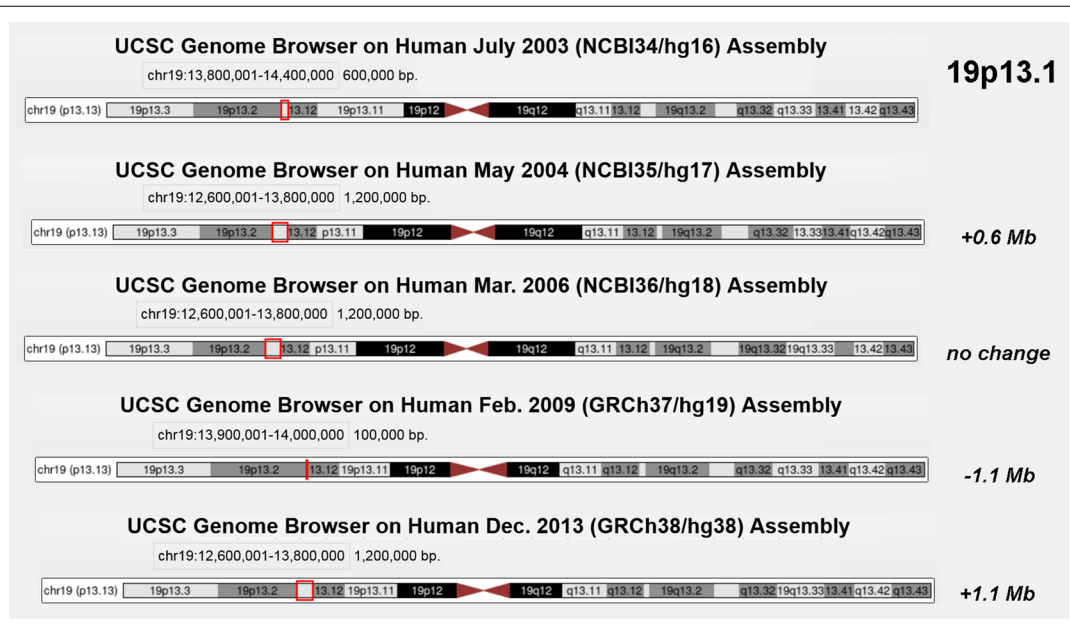 UCSC Genome Browser on Human July 2003 (NCBI34/hg16) Assembly
19p13.1
chr19:13,800,001-14,400,000 600,000 bp.
chr19 (p13.13) 19p13.3 19p13.2 13.12 19p13.11 19p12 19q12 q13.11 13.12 19q13.2 q13.32 q13.33 13.41 13.42 q13.43
UCSC Genome Browser on Human May 2004 (NCBI35/hg17) Assembly
chr19:12,600,001-13,800,000 1,200,000 bp.
chr19 (p13.13) 19p13.3 19p13.2 13.12 p13.11 19p12 19q12 q13.11 13.12 19q13.2 q13.32 13.33 13.41 q13.42 q13.43
+0.6 Mb
UCSC Genome Browser on Human Mar. 2006 (NCBI36/hg18) Assembly
chr19:12,600,001-13,800,000 1,200,000 bp.
chr19 (p13.13) 19p13.3 19p13.2 13.12 p13.11 19p12 19q12 q13.11 13.12 19q13.2 19q13.32 19q13.33 13.42 13.43
no change
UCSC Genome Browser on Human Feb. 2009 (GRCh37/hg19) Assembly
chr19:13,900,001-14,000,000 100,000 bp.
chr19 (p13.13) 19p13.3 19p13.2 13.12 19p13.11 19p12 19q12 q13.11 q13.12 19q13.2 q13.32 q13.33 13.41 q13.42 q13.43
-1.1 Mb
UCSC Genome Browser on Human Dec. 2013 (GRCh38/hg38) Assembly
chr19:12,600,001-13,800,000 1,200,000 bp.
chr19 (p13.13) 19p13.3 19p13.2 13.12 19p13.11 19p12 19q12 q13.11 q13.12 19q13.2 q13.32 19q13.33 13.41 q13.42 q13.43
+1.1 Mb